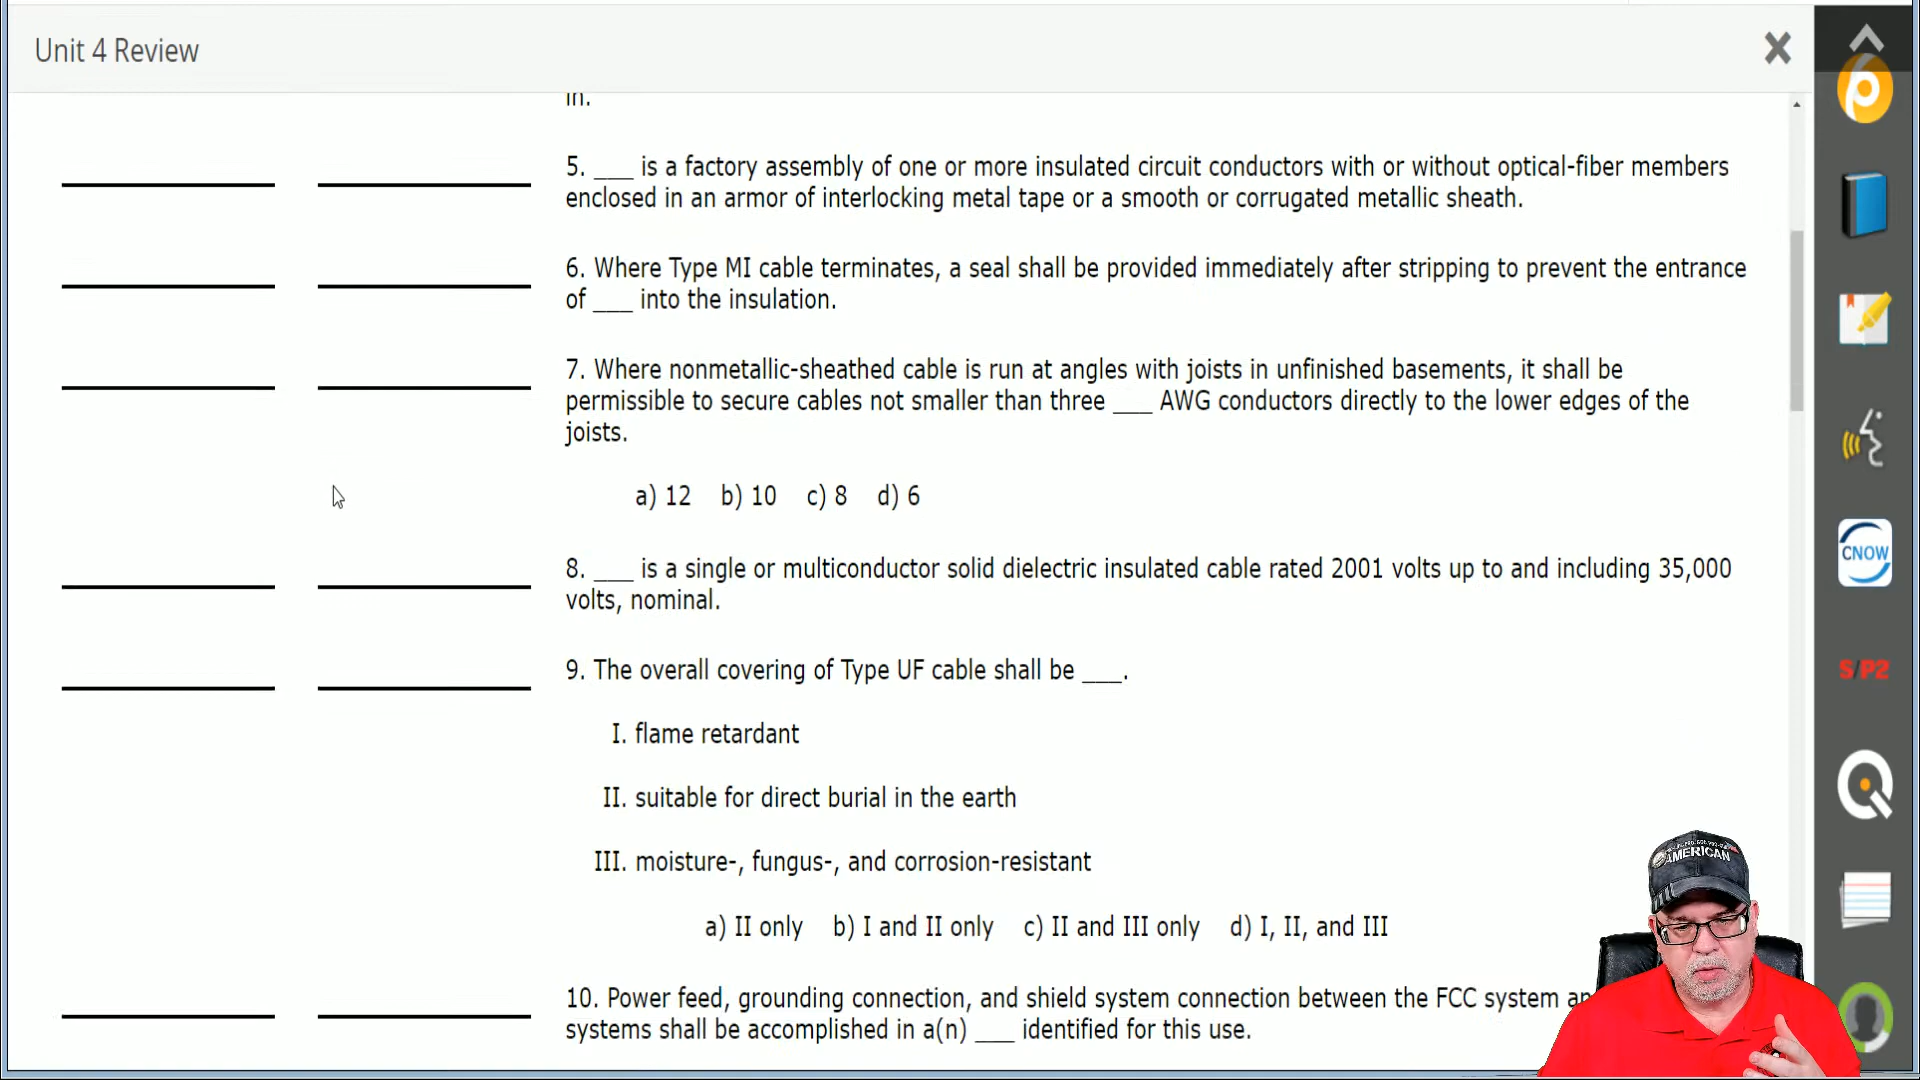 Unit 4 Review
in.
5. ___ is a factory assembly of one or more insulated circuit conductors with or without optical-fiber members
enclosed in an armor of interlocking metal tape or a smooth or corrugated metallic sheath.
6. Where Type MI cable terminates, a seal shall be provided immediately after stripping to prevent the entrance
of ___ into the insulation.
7. Where nonmetallic-sheathed cable is run at angles with joists in unfinished basements, it shall be
permissible to secure cables not smaller than three ___ AWG conductors directly to the lower edges of the
joists.
a) 12 b) 10 c) 8 d) 6
8. ___ is a single or multiconductor solid dielectric insulated cable rated 2001 volts up to and including 35,000
volts, nominal.
9. The overall covering of Type UF cable shall be ___.
I. flame retardant
II. suitable for direct burial in the earth
III. moisture-, fungus-, and corrosion-resistant
a) II only b) I and II only c) II and III only d) I, II, and III
10. Power feed, grounding connection, and shield system connection between the FCC system
systems shall be accomplished in a(n) ___ identified for this use.
CNOW
S/P2
AMERICAN